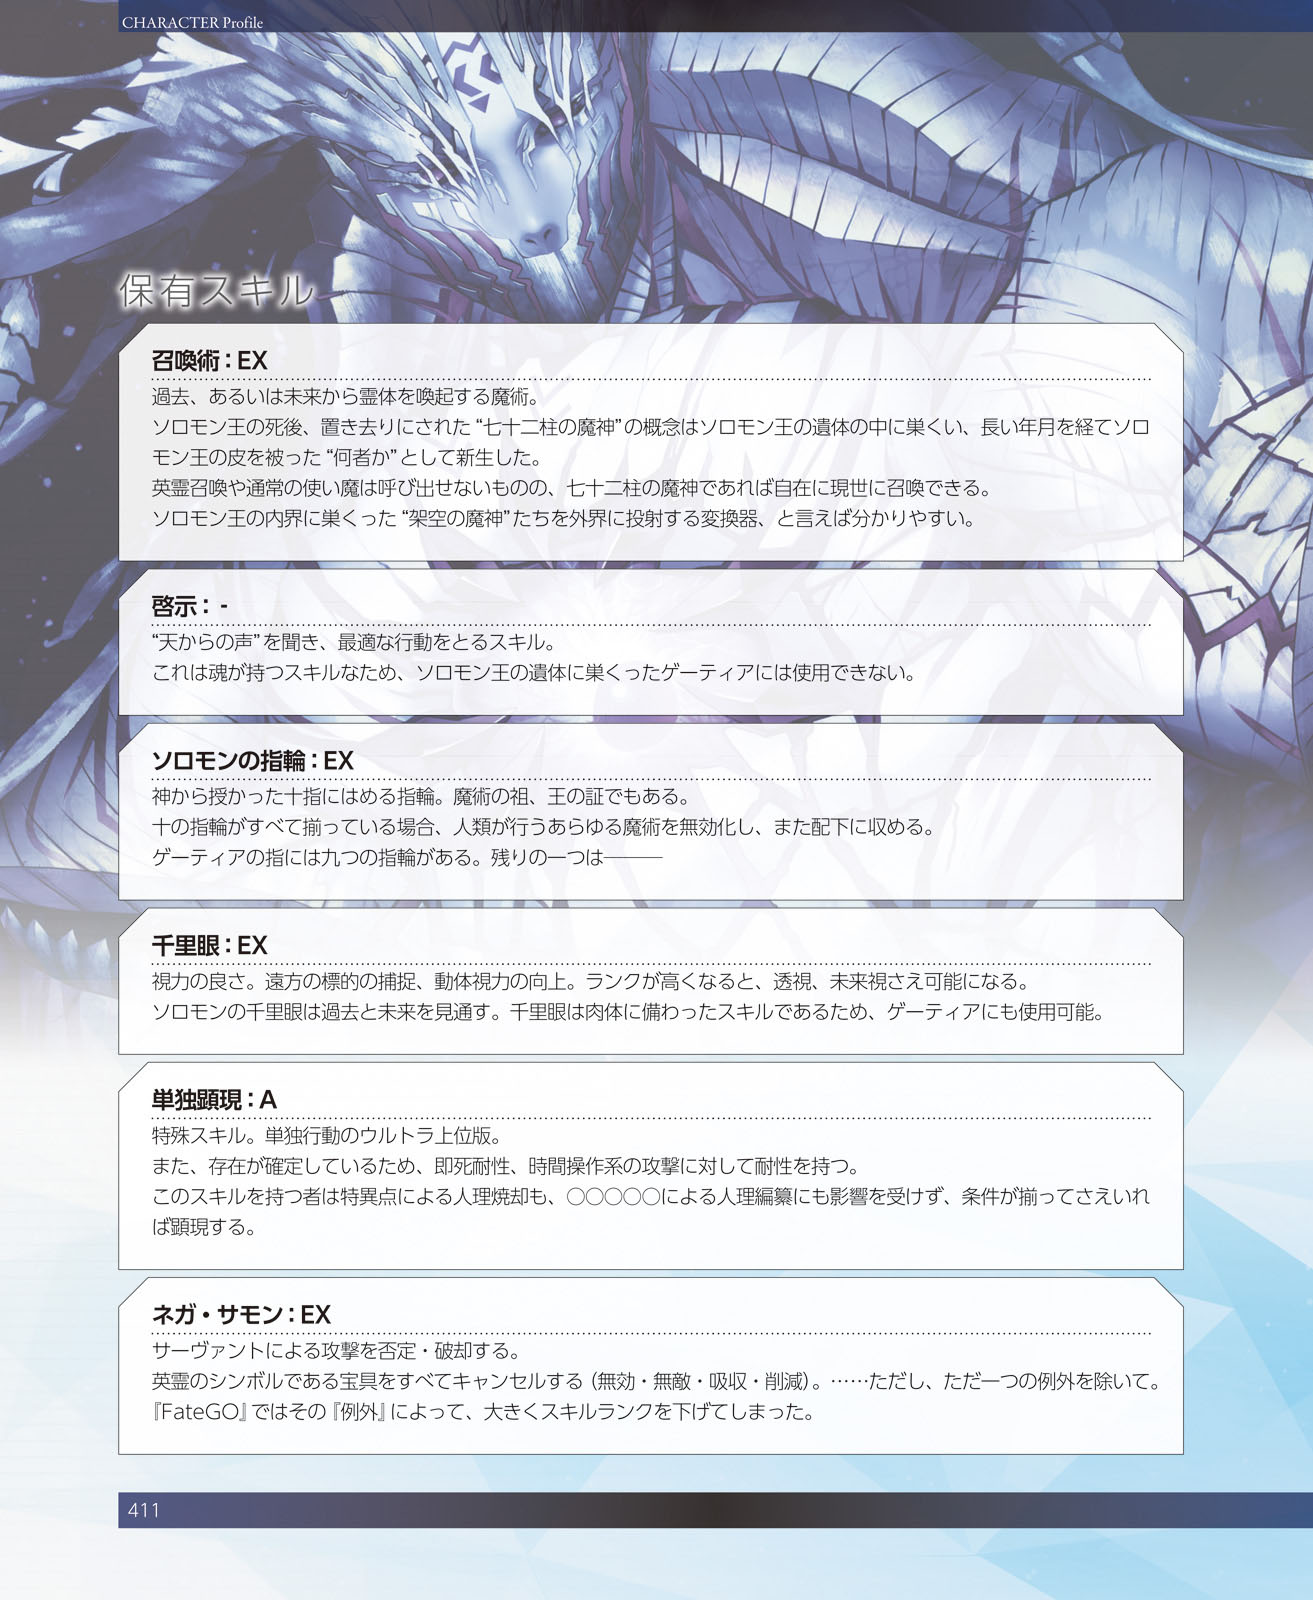 CHARACTER Profile
保有スキル
召喚術：EX
過去、あるいは未来から霊体を喚起する魔術。
ソロモン王の死後、置き去りにされた“七十二柱の魔神”の概念はソロモン王の遺体の中に巣くい、長い年月を経てソロ
モン王の皮を被った“何者か”として新生した。
英霊召喚や通常の使い魔は呼び出せないものの、七十二柱の魔神であれば自在に現世に召喚できる。
ソロモン王の内界に巣くった“架空の魔神”たちを外界に投射する変換器、と言えば分かりやすい。
啓示：-
“天からの声”を聞き、最適な行動をとるスキル。
これは魂が持つスキルなため、ソロモン王の遺体に巣くったゲーティアには使用できない。
ソロモンの指輪：EX
神から授かった十指にはめる指輪。魔術の祖、王の証でもある。
十の指輪がすべて揃っている場合、人類が行うあらゆる魔術を無効化し、また配下に収める。
ゲーティアの指には九つの指輪がある。残りの一つは―――
千里眼：EX
視力の良さ。遠方の標的の捕捉、動体視力の向上。ランクが高くなると、透視、未来視さえ可能になる。
ソロモンの千里眼は過去と未来を見通す。千里眼は肉体に備わったスキルであるため、ゲーティアにも使用可能。
単独顕現：A
特殊スキル。単独行動のウルトラ上位版。
また、存在が確定しているため、即死耐性、時間操作系の攻撃に対して耐性を持つ。
このスキルを持つ者は特異点による人理焼却も、○○○○○による人理編纂にも影響を受けず、条件が揃ってさえいれ
ば顕現する。
ネガ・サモン：EX
サーヴァントによる攻撃を否定・破却する。
英霊のシンボルである宝具をすべてキャンセルする（無効・無敵・吸収・削減）。……ただし、ただ一つの例外を除いて。
『FateGO』ではその『例外』によって、大きくスキルランクを下げてしまった。
411